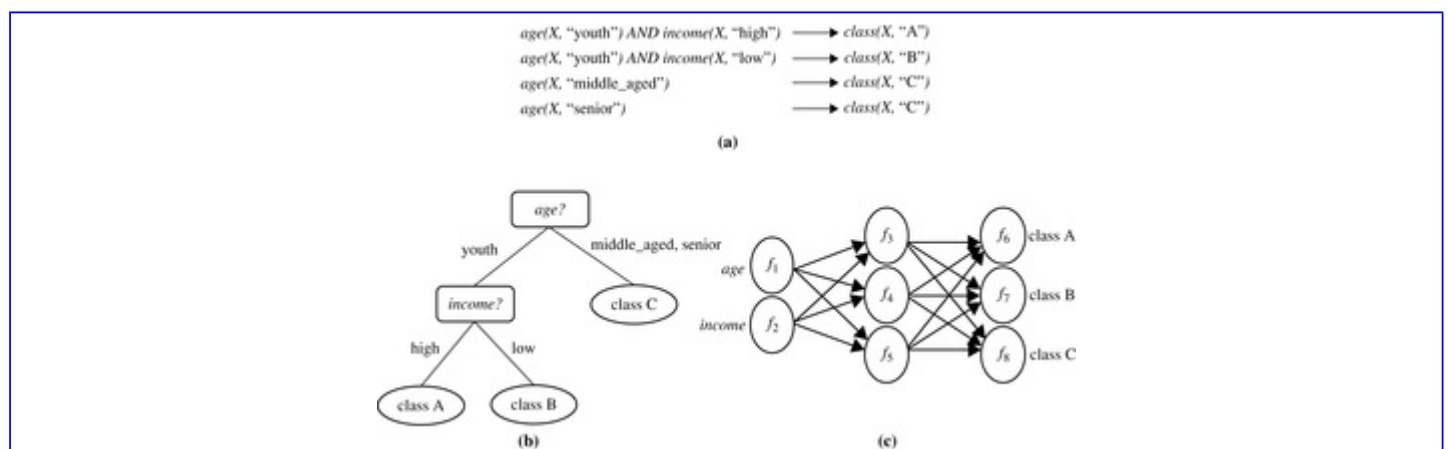 age(X, “youth”) AND income(X, “high”) class(X, “A”)
age(X, “youth”) AND income(X, “low”) class(X, “B”)
age(X, “middle_aged”) class(X, “C”)
age(X, “senior”) class(X, “C”)
(a)
age?
youth
middle_aged, senior
income?
class C
high
low
class A
class B
(b)
age
f1
income
f2
f3
f4
f5
f6 class A
f7 class B
f8 class C
(c)